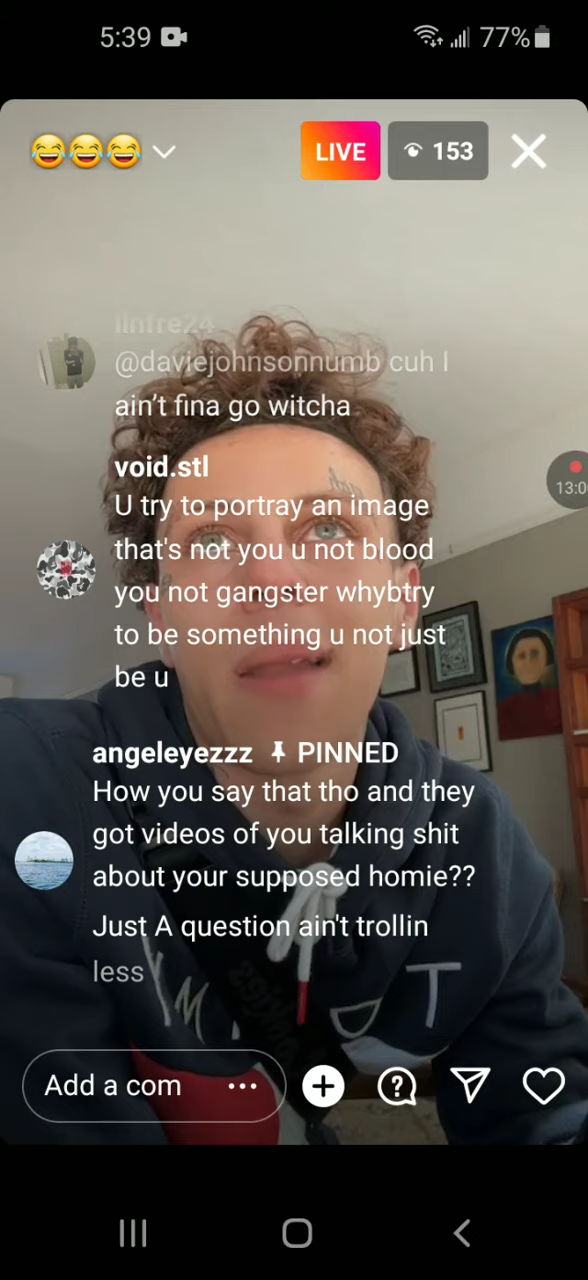 5:39
77%
😂😂😂
LIVE
153
linfre24
@daviejohnsonnumb cuh I
ain't fina go witcha
void.stl
U try to portray an image
that's not you u not blood
you not gangster whybtry
to be something u not just
be u
13:0
angeleyezzz PINNED
How you say that tho and they
got videos of you talking shit
about your supposed homie??
Just A question ain't trollin
less
Add a com